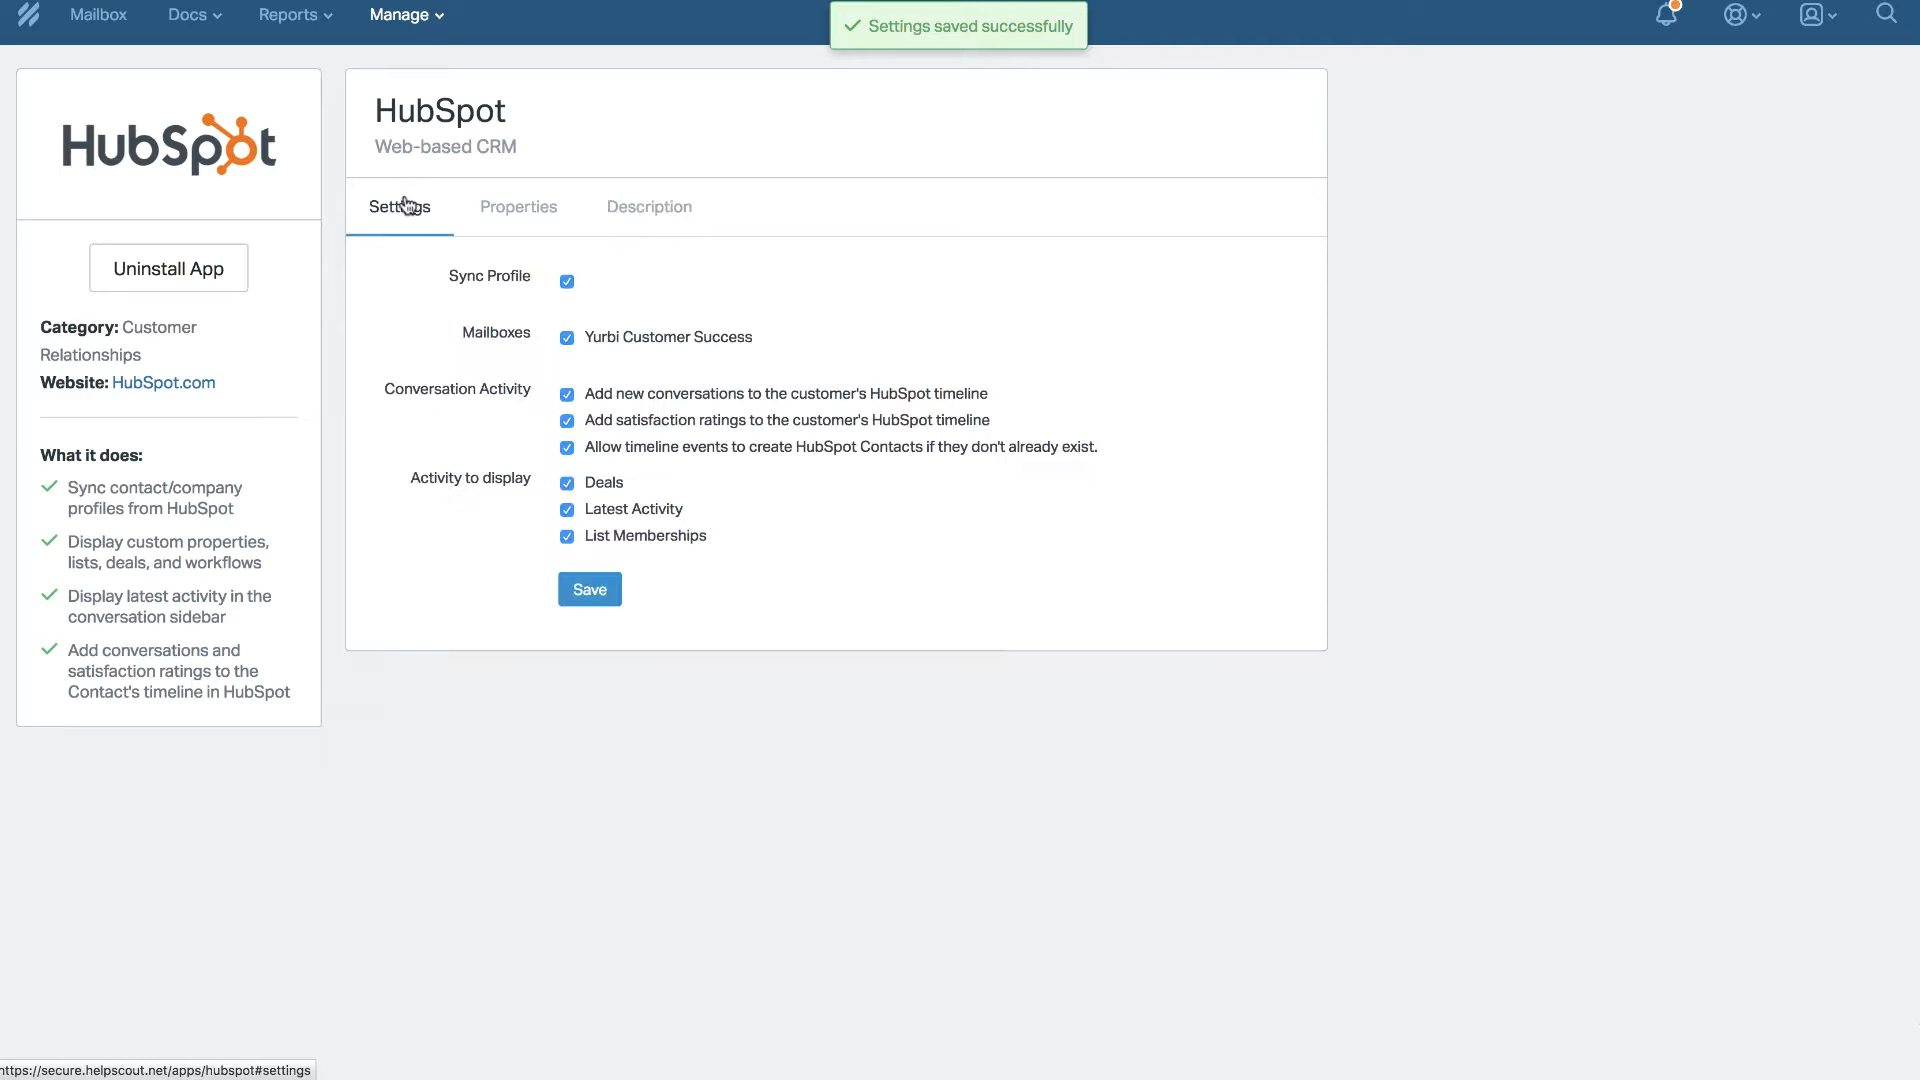 Mailbox
Docs
Reports
Manage
Settings saved successfully
HubSpot
Uninstall App
Category: Customer
Relationships
Website: HubSpot.com
What it does:
Sync contact/company
profiles from HubSpot
Display custom properties,
lists, deals, and workflows
Display latest activity in the
conversation sidebar
Add conversations and
satisfaction ratings to the
Contact's timeline in HubSpot
HubSpot
Web-based CRM
Settings
Properties
Description
Sync Profile
Mailboxes
Yurbi Customer Success
Conversation Activity
Add new conversations to the customer's HubSpot timeline
Add satisfaction ratings to the customer's HubSpot timeline
Allow timeline events to create HubSpot Contacts if they don't already exist.
Activity to display
Deals
Latest Activity
List Memberships
Save
https://secure.helpscout.net/apps/hubspot#settings